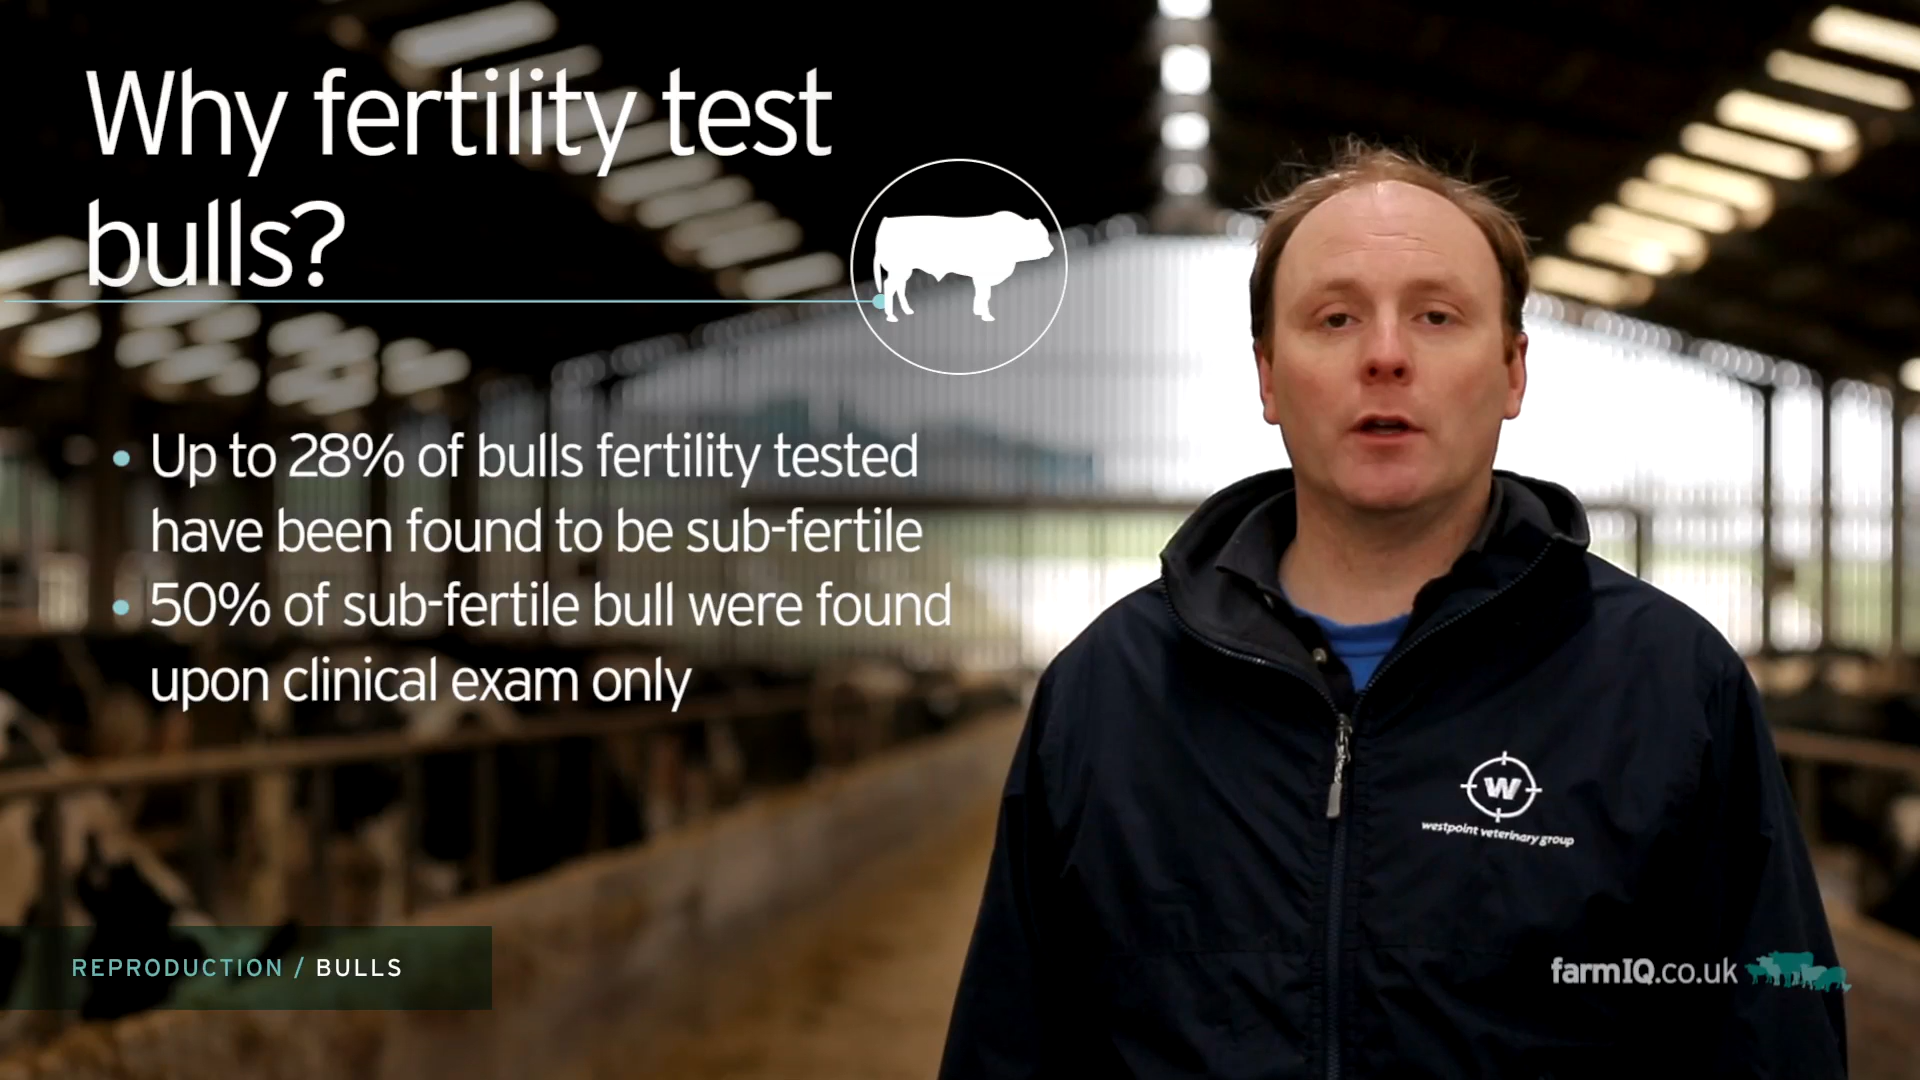 Why fertility test
bulls?
• Up to 28% of bulls fertility tested
have been found to be sub-fertile
• 50% of sub-fertile bull were found
upon clinical exam only
W
westpoint veterinary group
REPRODUCTION / BULLS
farmIQ.co.uk